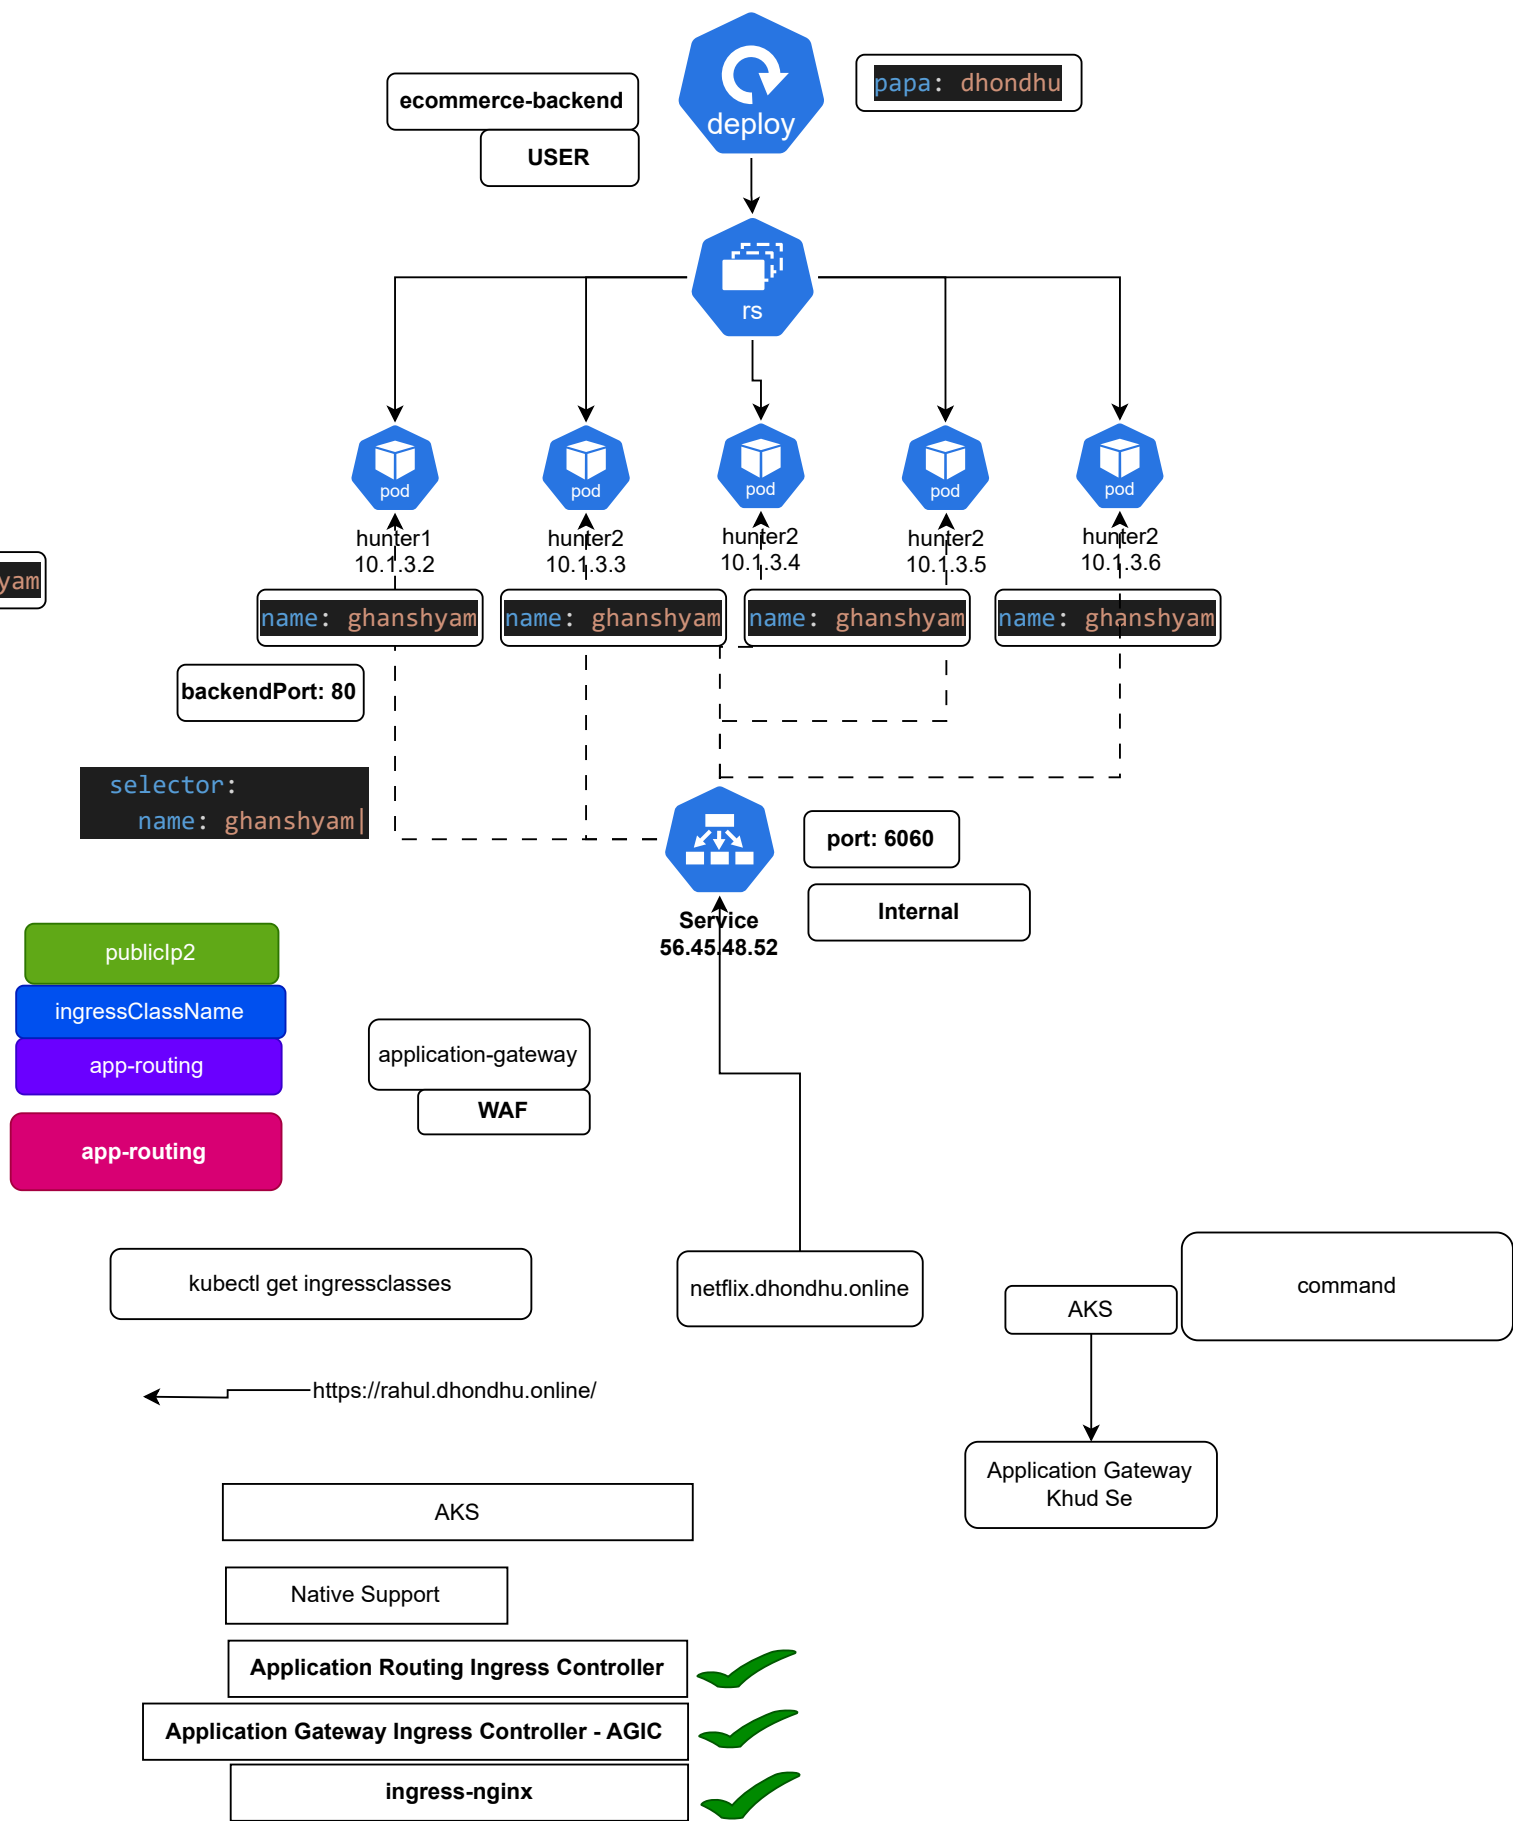 ecommerce-backend
USER
deploy
papa: dhondhu
rs
pod
pod
pod
pod
pod
hunter1
10.1.3.2
hunter2
10.1.3.3
hunter2
10.1.3.4
hunter2
10.1.3.5
hunter2
10.1.3.6
yam
name: ghanshyam
name: ghanshyam
name: ghanshyam
name: ghanshyam
backendPort: 80
selector:
name: ghanshyam
port: 6060
Internal
Service
56.45.48.52
publicIp2
ingressClassName
app-routing
app-routing
application-gateway
WAF
kubectl get ingressclasses
netflix.dhondhu.online
AKS
command
https://rahul.dhondhu.online/
Application Gateway
Khud Se
AKS
Native Support
Application Routing Ingress Controller
Application Gateway Ingress Controller - AGIC
ingress-nginx